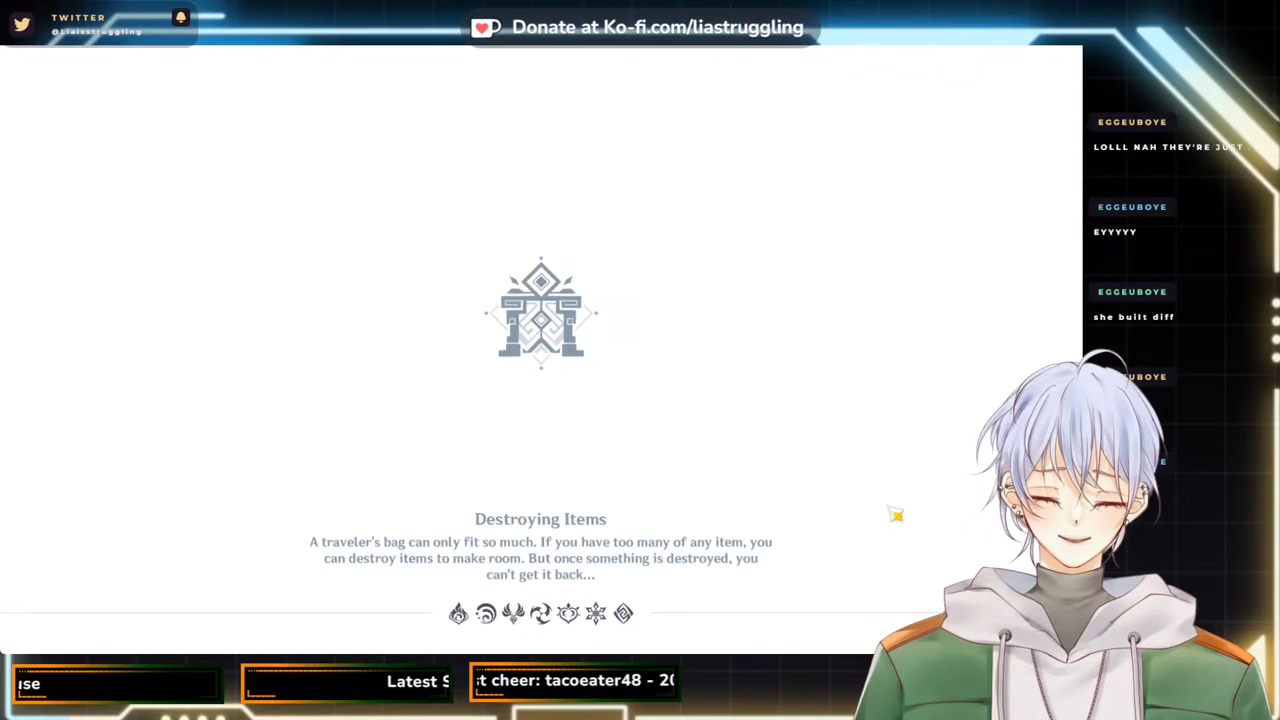 TWITTER
@Liaisstruggling
Donate at Ko-fi.com/liastruggling
EGGEUBOYE
LOLLL NAH THEY'RE JUST
EGGEUBOYE
EYYYYY
EGGEUBOYE
she built diff
UBOYE
E
Destroying Items
A traveler's bag can only fit so much. If you have too many of any item, you
can destroy items to make room. But once something is destroyed, you
can't get it back...
ise
Latest S
t cheer: tacoeater48 - 20